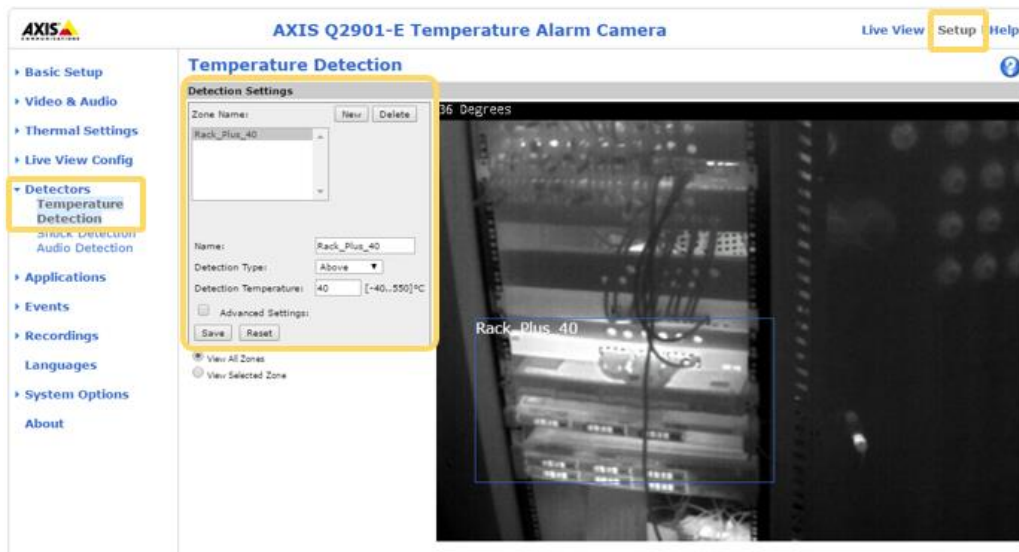 AXIS
COMMUNICATIONS
AXIS Q2901-E Temperature Alarm Camera
Live View | Setup | Help
Basic Setup
Video & Audio
Thermal Settings
Live View Config
Detectors
Temperature
Detection
Shock Detection
Audio Detection
Applications
Events
Recordings
Languages
System Options
About
Temperature Detection
?
Detection Settings
Zone Name:
New
Delete
Rack_Plus_40
Name:
Rack_Plus_40
Detection Type:
Above
Detection Temperature:
40
[-40..550]°C
Advanced Settings:
Save
Reset
View All Zones
View Selected Zone
36 Degrees
Rack_Plus_40